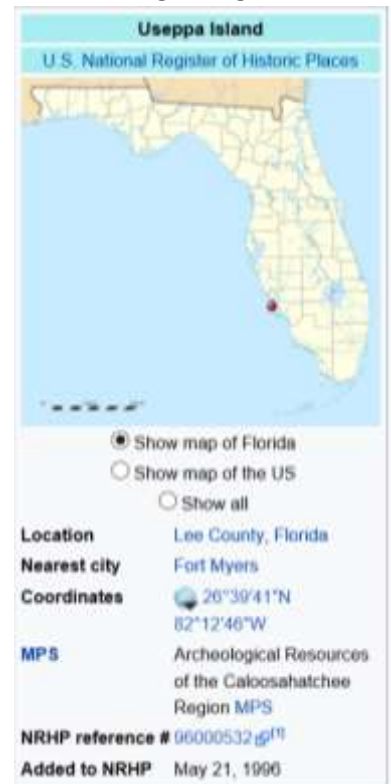 Useppa Island
U.S. National Register of Historic Places
Show map of Florida
Show map of the US
Show all
Location Lee County, Florida
Nearest city Fort Myers
Coordinates 26°39′41″N
82°12′46″W
MPS Archeological Resources
of the Caloosahatchee
Region MPS
NRHP reference # 96000532[1]
Added to NRHP May 21, 1996